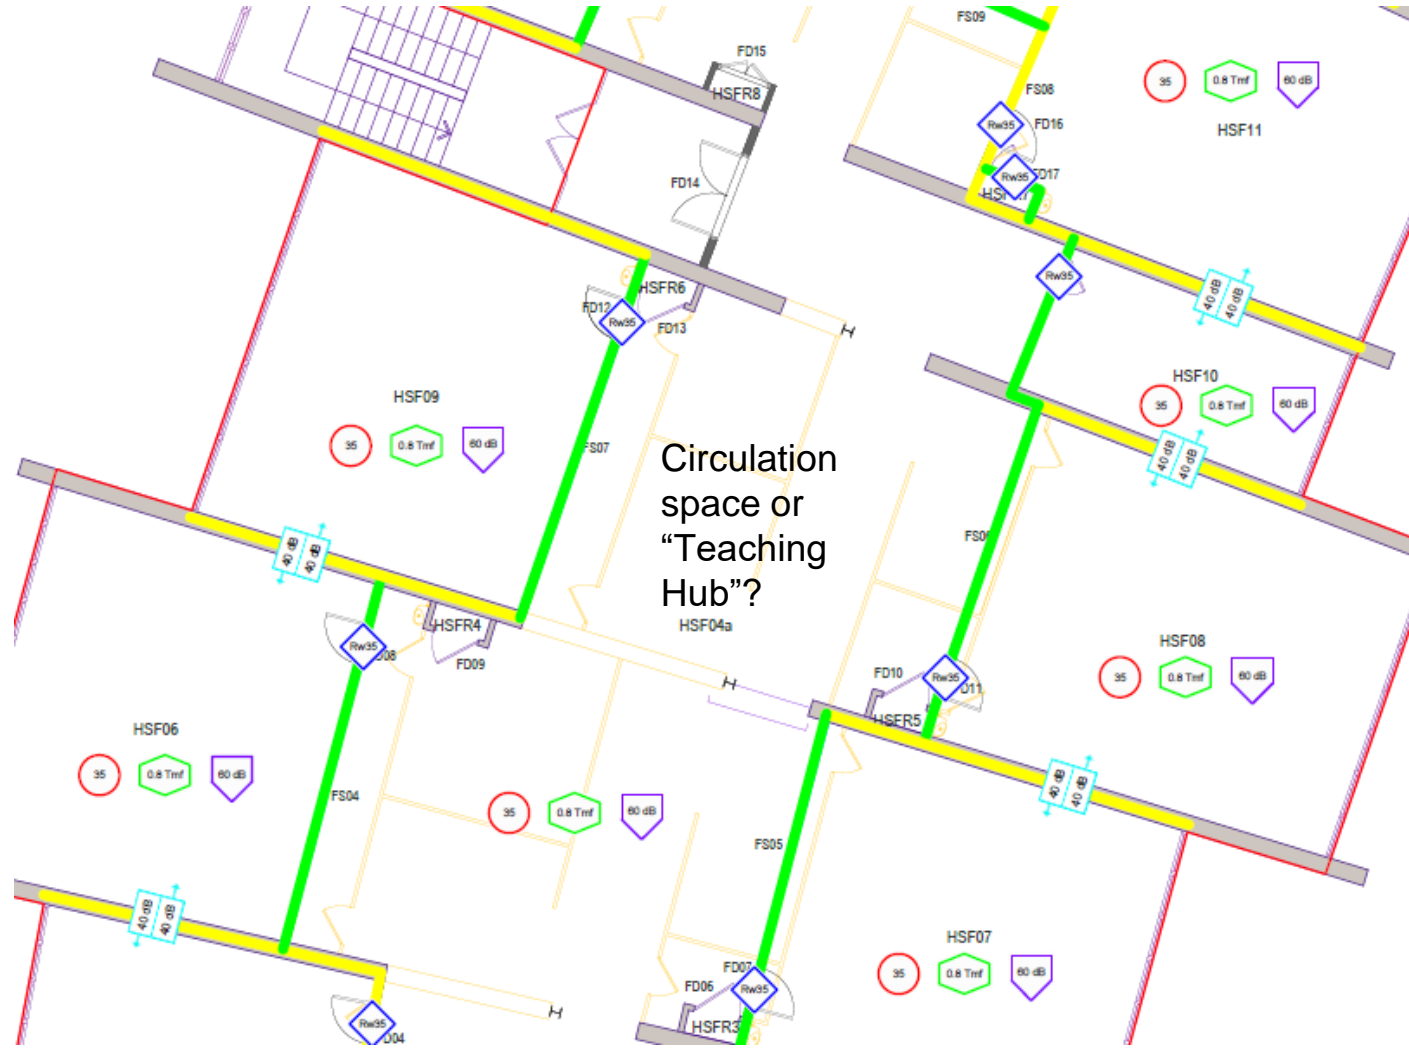 FS09
FD15
HSFR8
FS08
Rw35
FD16
35
0.8 Tmf
60 dB
HSF11
FD14
Rw35
FD17
HSFR6
FD12
Rw35
FD13
Rw35
40 dB
40 dB
HSF10
35
0.8 Tmf
60 dB
HSF09
35
0.8 Tmf
60 dB
FS07
40 dB
40 dB
Circulation
space or
“Teaching
Hub”?
HSF04a
40 dB
40 dB
HSFR4
FD09
Rw35
HSF08
35
0.8 Tmf
60 dB
FD10
Rw35
HSFR5
HSF06
35
0.8 Tmf
60 dB
FS04
35
0.8 Tmf
60 dB
FS05
40 dB
40 dB
40 dB
40 dB
HSF07
35
0.8 Tmf
60 dB
FD07
FD06
Rw35
HSFR3
Rw35